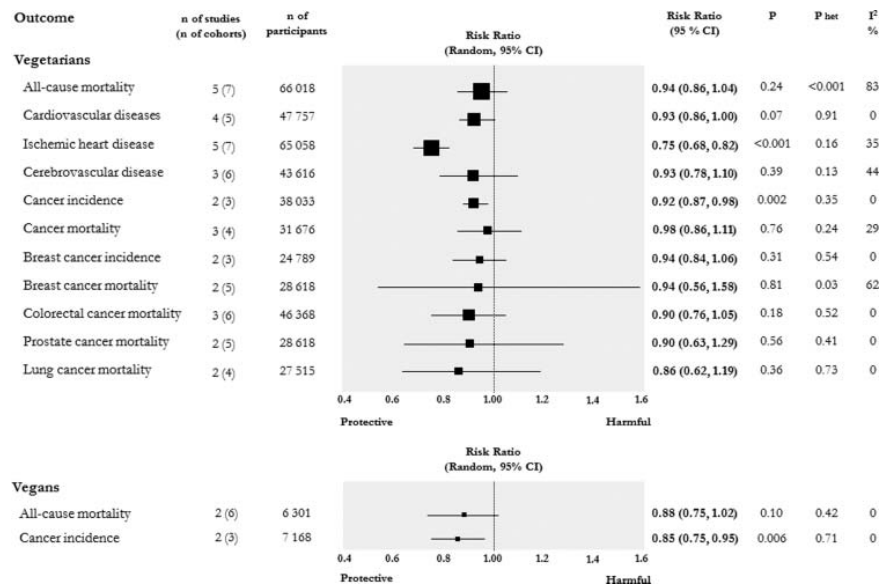 Outcome n of studies (n of cohorts) n of participants Risk Ratio (Random, 95% CI) Risk Ratio (95 % CI) P P het I² %
Vegetarians
All-cause mortality 5 (7) 66 018 0.94 (0.86, 1.04) 0.24 <0.001 83
Cardiovascular diseases 4 (5) 47 757 0.93 (0.86, 1.00) 0.07 0.91 0
Ischemic heart disease 5 (7) 65 058 0.75 (0.68, 0.82) <0.001 0.16 35
Cerebrovascular disease 3 (6) 43 616 0.93 (0.78, 1.10) 0.39 0.13 44
Cancer incidence 2 (3) 38 033 0.92 (0.87, 0.98) 0.002 0.35 0
Cancer mortality 3 (4) 31 676 0.98 (0.86, 1.11) 0.76 0.24 29
Breast cancer incidence 2 (3) 24 789 0.94 (0.84, 1.06) 0.31 0.54 0
Breast cancer mortality 2 (5) 28 618 0.94 (0.56, 1.58) 0.81 0.03 62
Colorectal cancer mortality 3 (6) 46 368 0.90 (0.76, 1.05) 0.18 0.52 0
Prostate cancer mortality 2 (5) 28 618 0.90 (0.63, 1.29) 0.56 0.41 0
Lung cancer mortality 2 (4) 27 515 0.86 (0.62, 1.19) 0.36 0.73 0
0.4 0.6 0.8 1.00 1.2 1.4 1.6
Protective Harmful
Risk Ratio
(Random, 95% CI)
Vegans
All-cause mortality 2 (6) 6 301 0.88 (0.75, 1.02) 0.10 0.42 0
Cancer incidence 2 (3) 7 168 0.85 (0.75, 0.95) 0.006 0.71 0
0.4 0.6 0.8 1.00 1.2 1.4 1.6
Protective Harmful